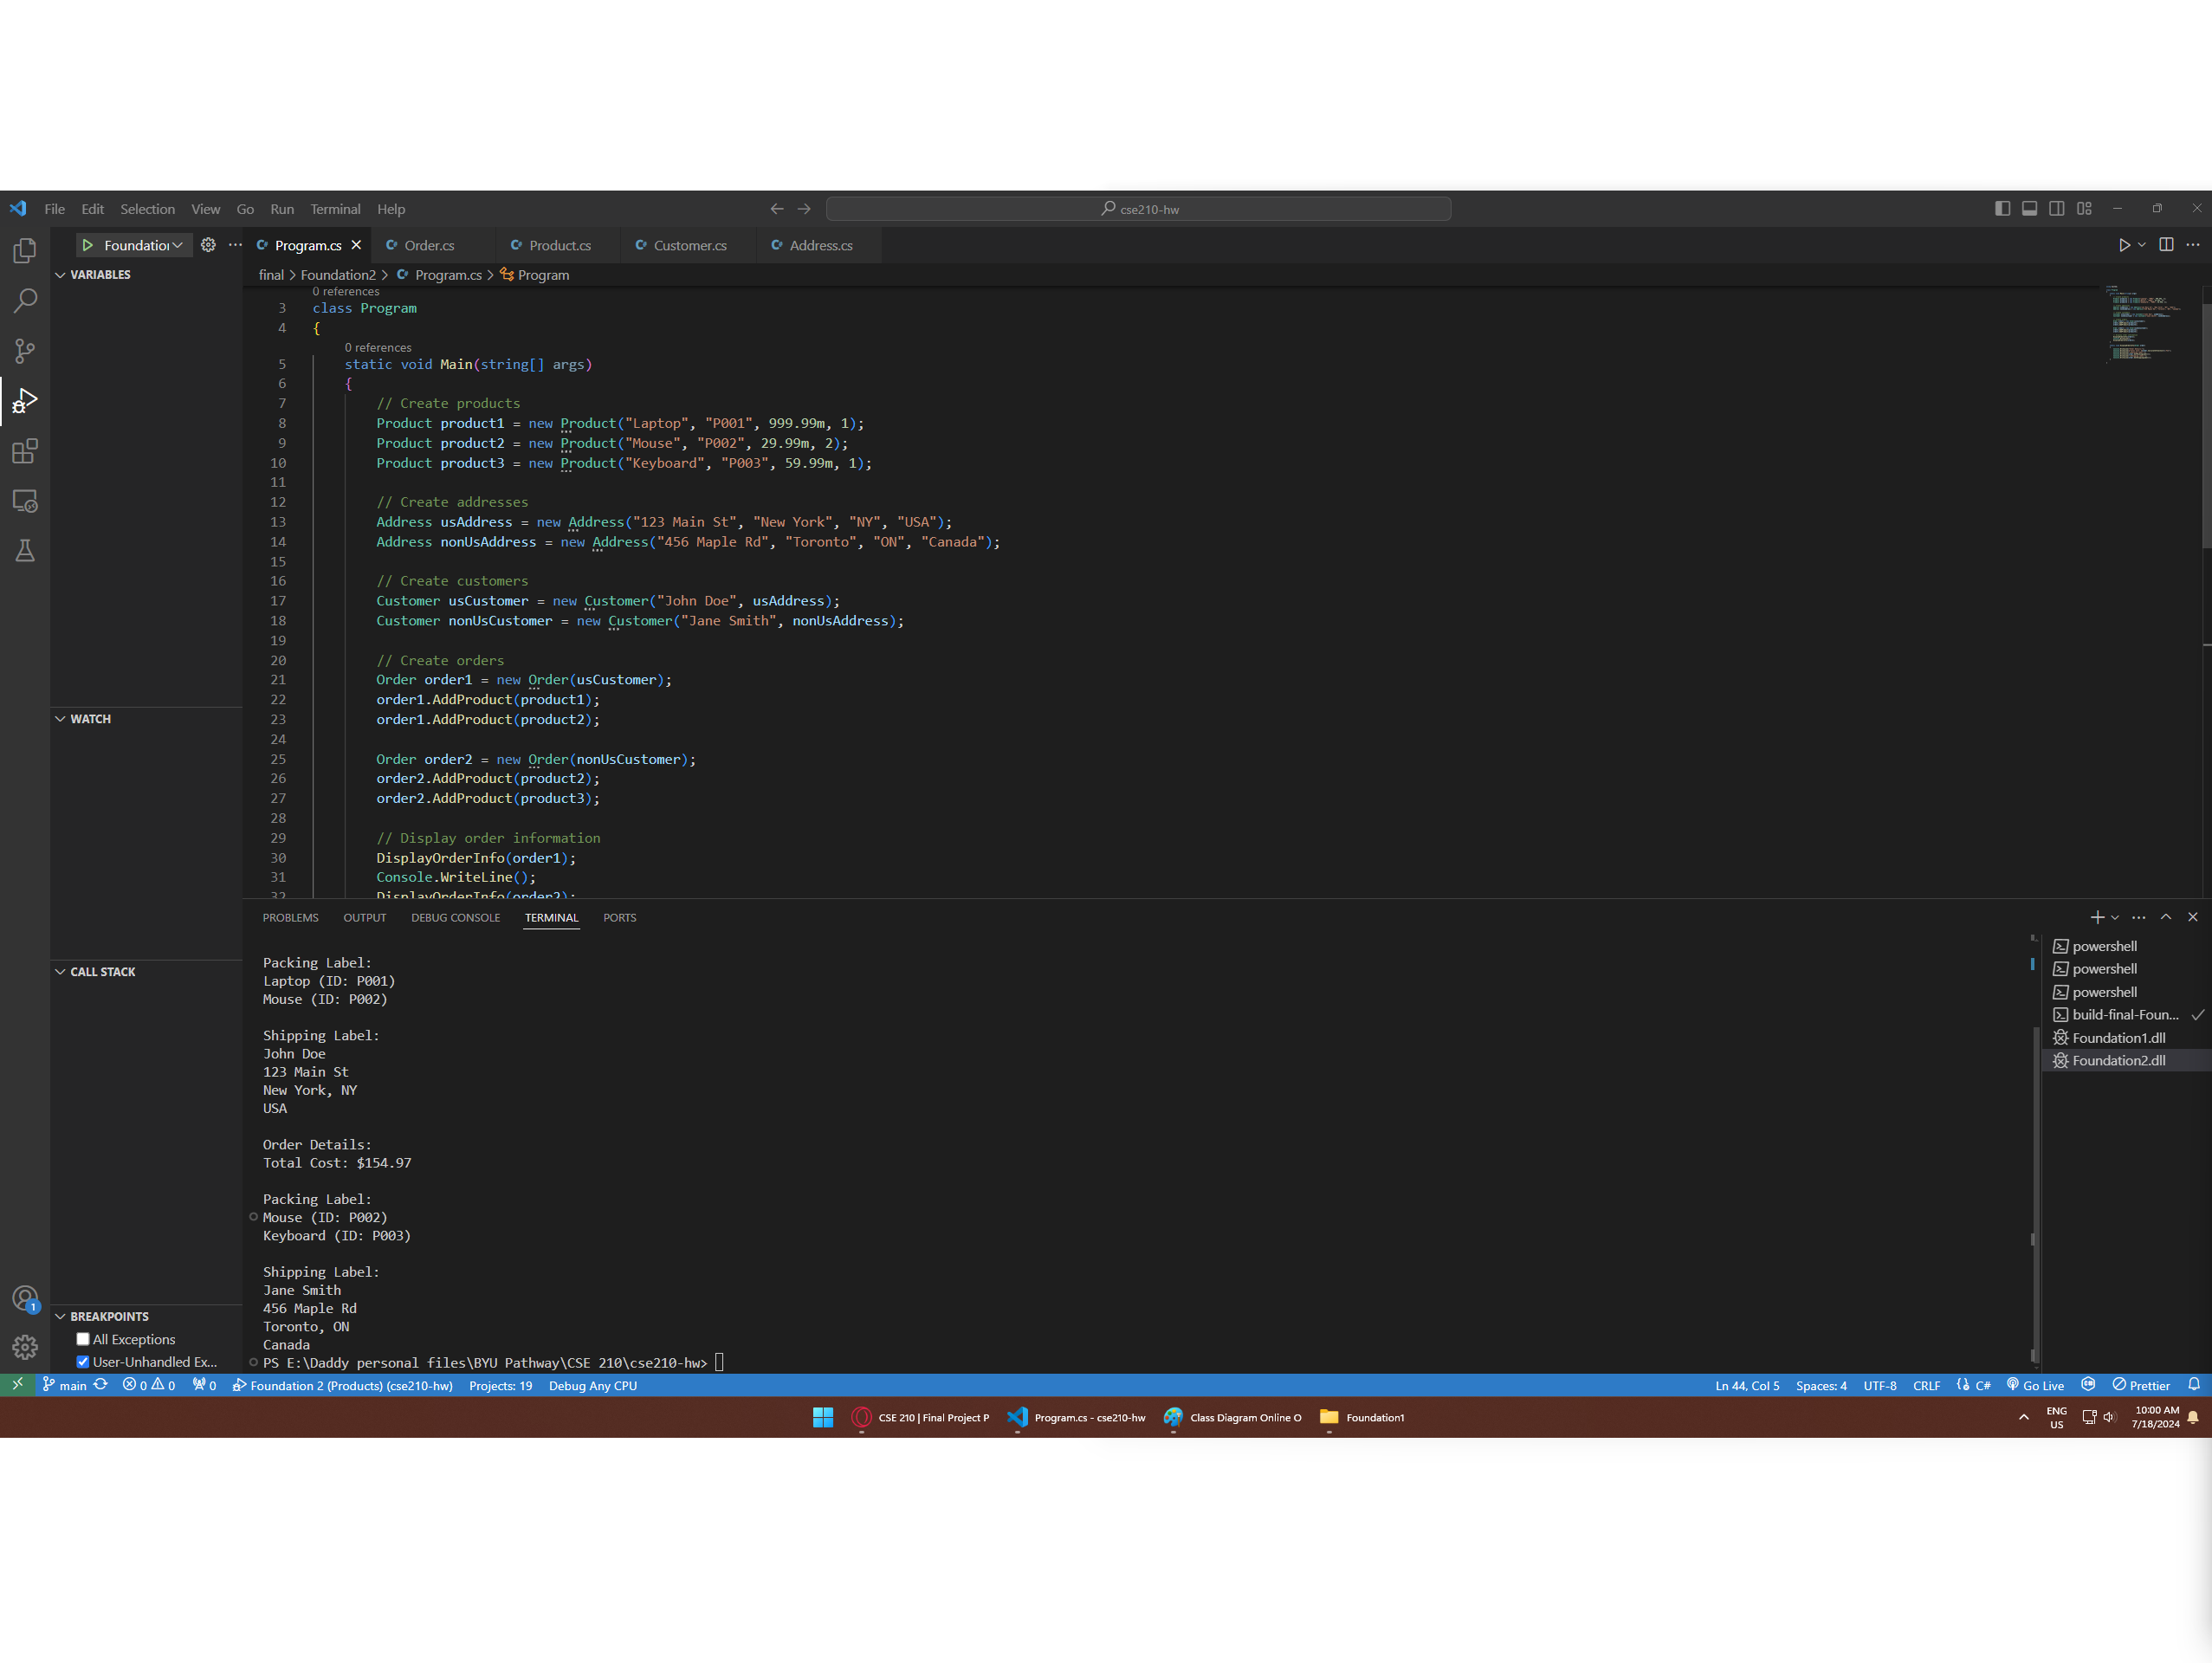 File Edit Selection View Go Run Terminal Help
cse210-hw
Foundation
Program.cs Order.cs Product.cs Customer.cs Address.cs
VARIABLES
final > Foundation2 > Program.cs > Program
0 references
3 class Program
4 {
0 references
5 static void Main(string[] args)
6 {
7 // Create products
8 Product product1 = new Product("Laptop", "P001", 999.99m, 1);
9 Product product2 = new Product("Mouse", "P002", 29.99m, 2);
10 Product product3 = new Product("Keyboard", "P003", 59.99m, 1);
11
12 // Create addresses
13 Address usAddress = new Address("123 Main St", "New York", "NY", "USA");
14 Address nonUsAddress = new Address("456 Maple Rd", "Toronto", "ON", "Canada");
15
16 // Create customers
17 Customer usCustomer = new Customer("John Doe", usAddress);
18 Customer nonUsCustomer = new Customer("Jane Smith", nonUsAddress);
19
20 // Create orders
21 Order order1 = new Order(usCustomer);
22 order1.AddProduct(product1);
23 order1.AddProduct(product2);
24
25 Order order2 = new Order(nonUsCustomer);
26 order2.AddProduct(product2);
27 order2.AddProduct(product3);
28
29 // Display order information
30 DisplayOrderInfo(order1);
31 Console.WriteLine();
32 DisplayOrderInfo(order2);
WATCH
CALL STACK
BREAKPOINTS
All Exceptions
User-Unhandled Ex...
PROBLEMS OUTPUT DEBUG CONSOLE TERMINAL PORTS
Packing Label:
Laptop (ID: P001)
Mouse (ID: P002)
Shipping Label:
John Doe
123 Main St
New York, NY
USA
Order Details:
Total Cost: $154.97
Packing Label:
Mouse (ID: P002)
Keyboard (ID: P003)
Shipping Label:
Jane Smith
456 Maple Rd
Toronto, ON
Canada
PS E:\Daddy personal files\BYU Pathway\CSE 210\cse210-hw>
powershell
powershell
powershell
build-final-Foun...
Foundation1.dll
Foundation2.dll
1
main 0 0 0 Foundation 2 (Products) (cse210-hw) Projects: 19 Debug Any CPU Ln 44, Col 5 Spaces: 4 UTF-8 CRLF C# Go Live Prettier
CSE 210 | Final Project P Program.cs - cse210-hw Class Diagram Online O Foundation1
ENG
US
10:00 AM
7/18/2024